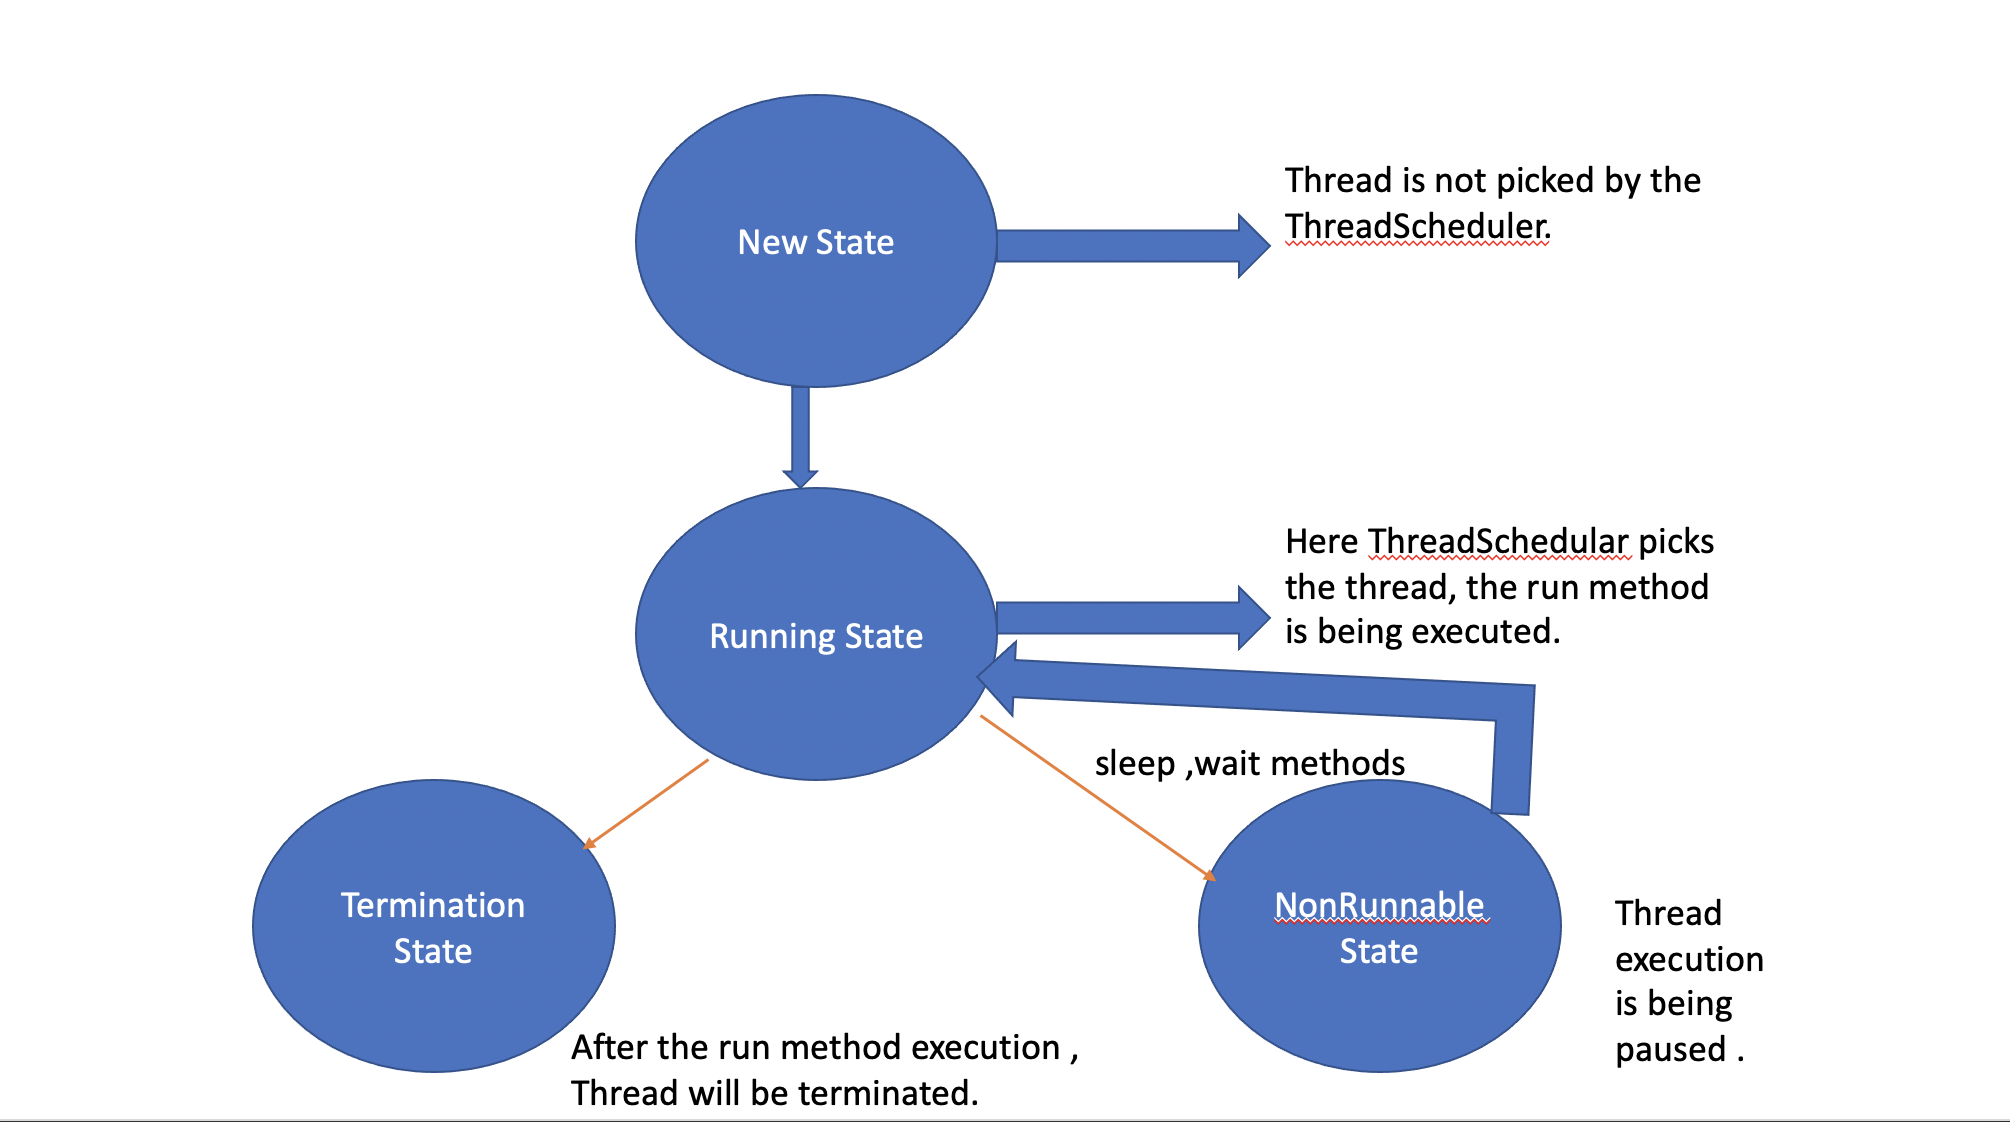 New State
Thread is not picked by the
ThreadScheduler.
Running State
Here ThreadSchedular picks
the thread, the run method
is being executed.
sleep ,wait methods
Termination
State
NonRunnable
State
Thread
execution
is being
paused .
After the run method execution ,
Thread will be terminated.